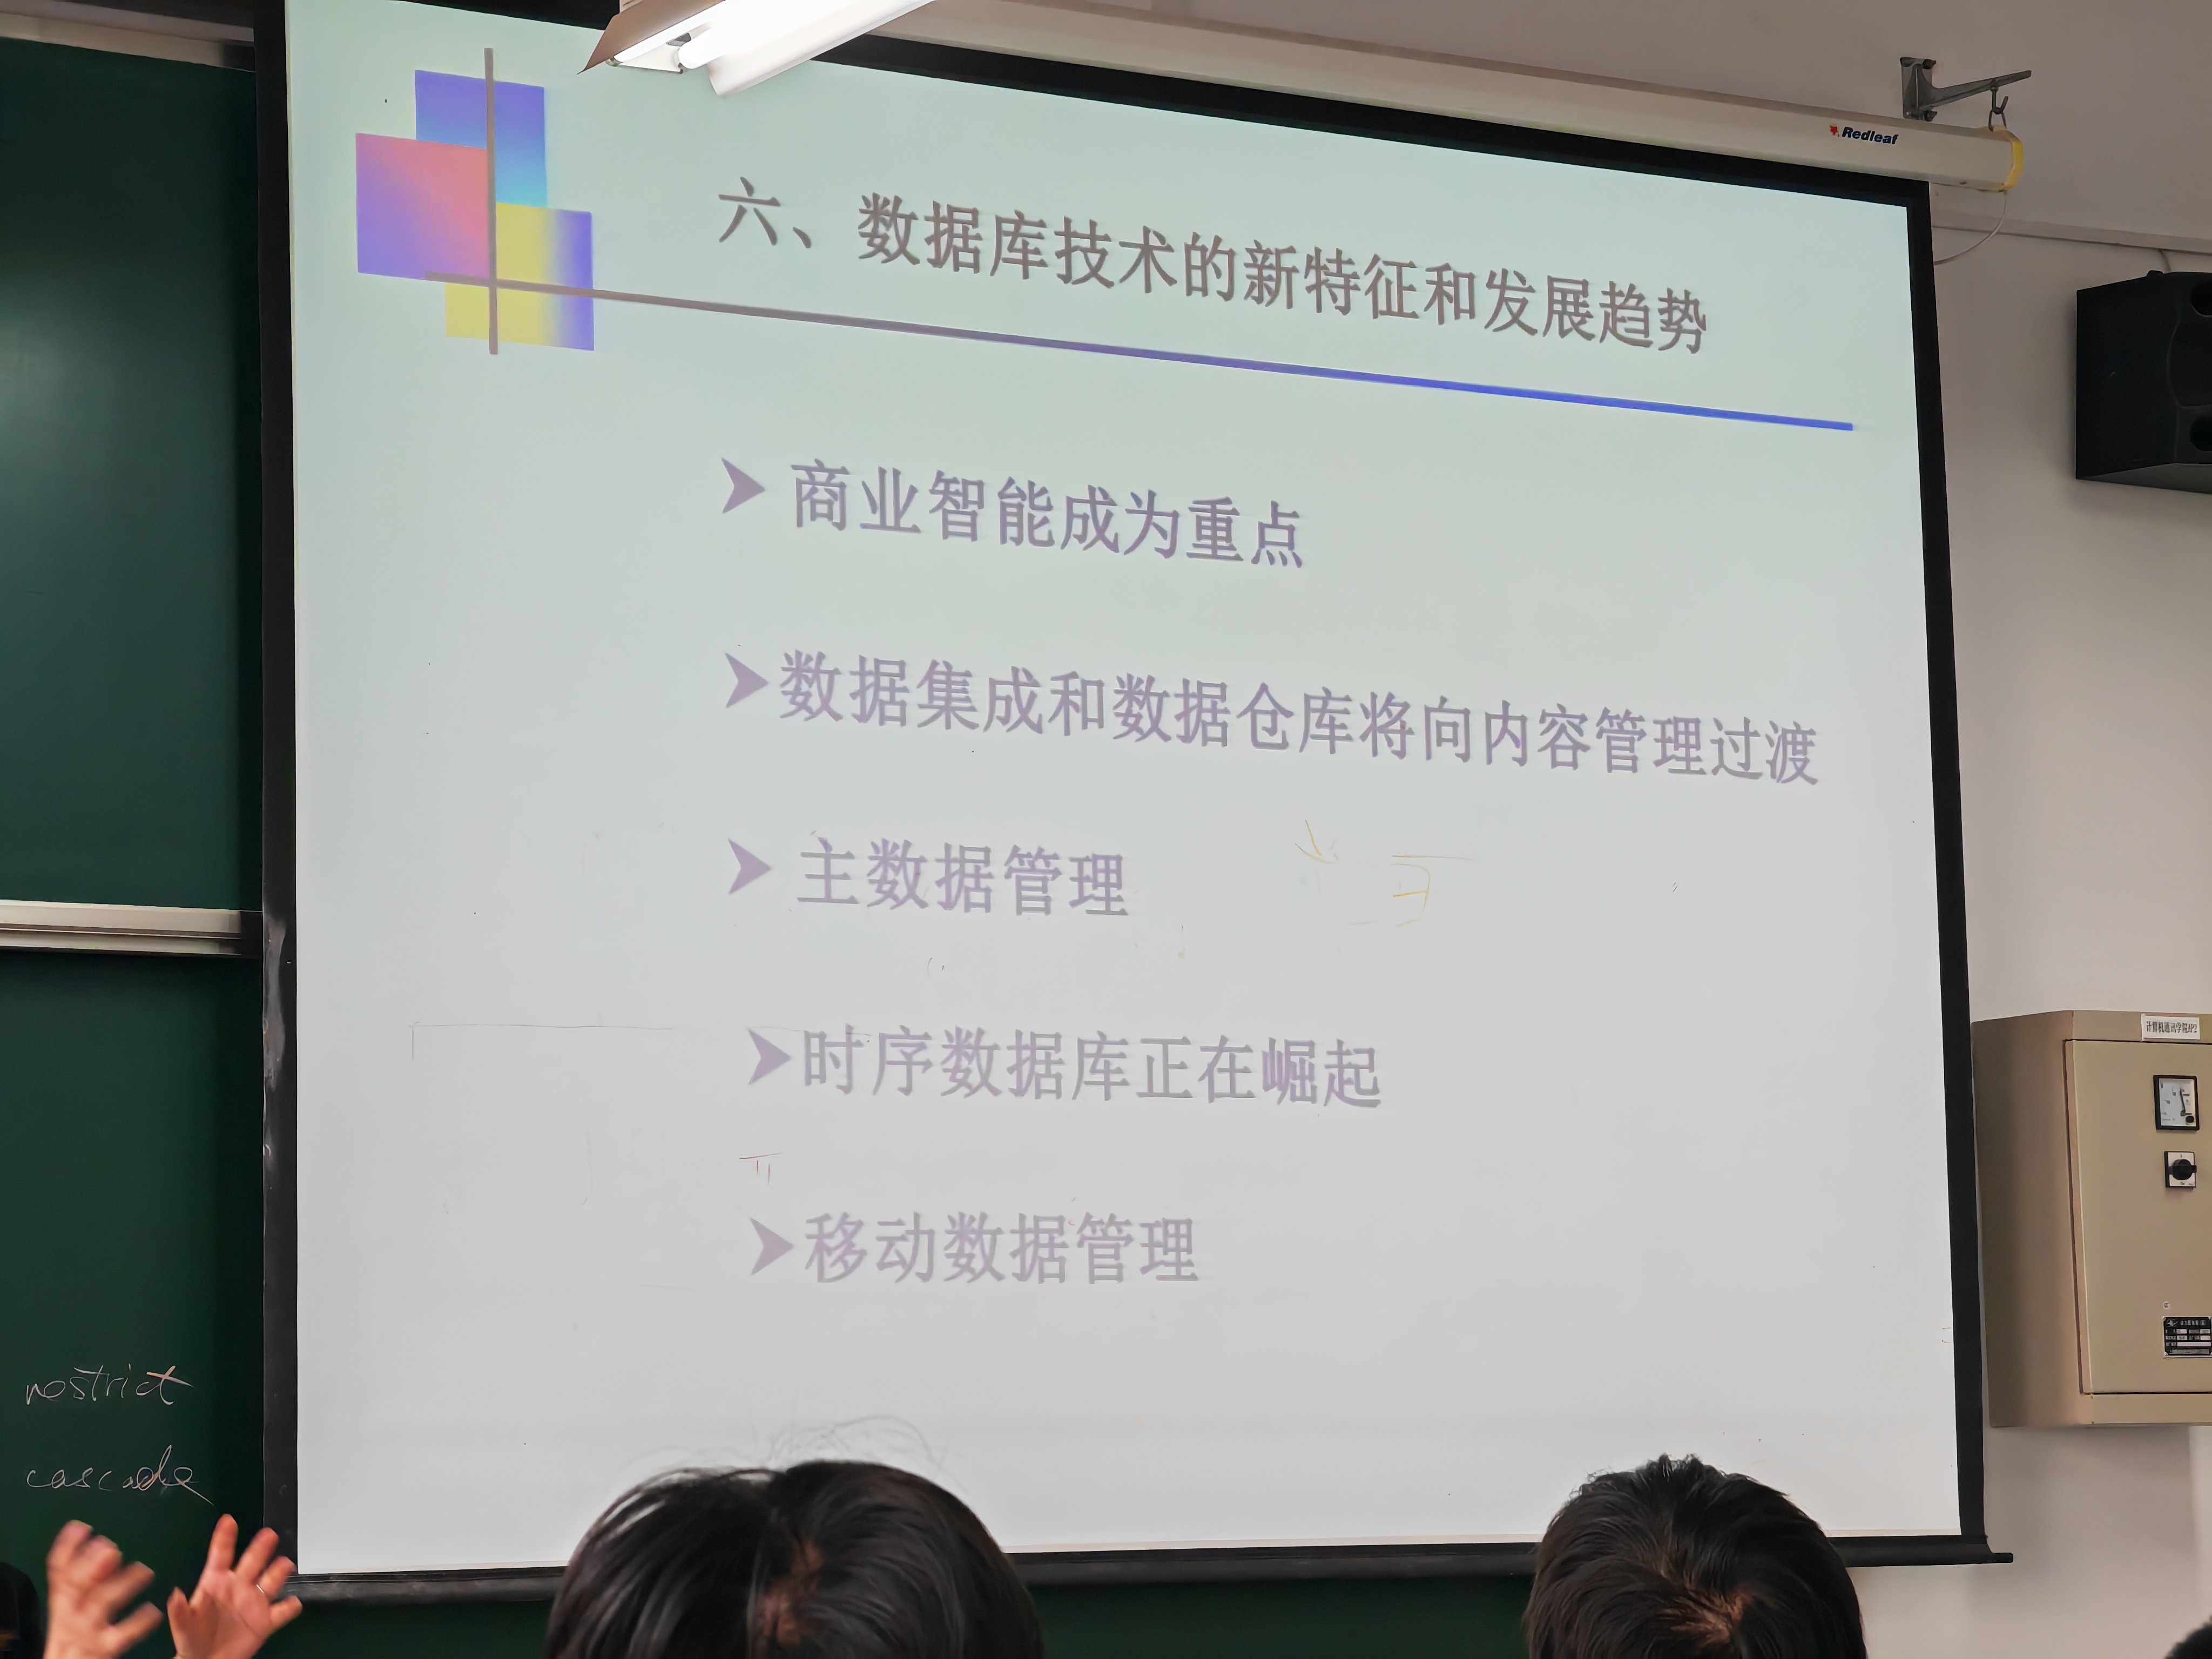 Redleaf
六、数据库技术的新特征和发展趋势
➤ 商业智能成为重点
➤数据集成和数据仓库将向内容管理过渡
➤ 主数据管理
➤时序数据库正在崛起
➤移动数据管理
计算机通讯学院AP2
restrict
cascade